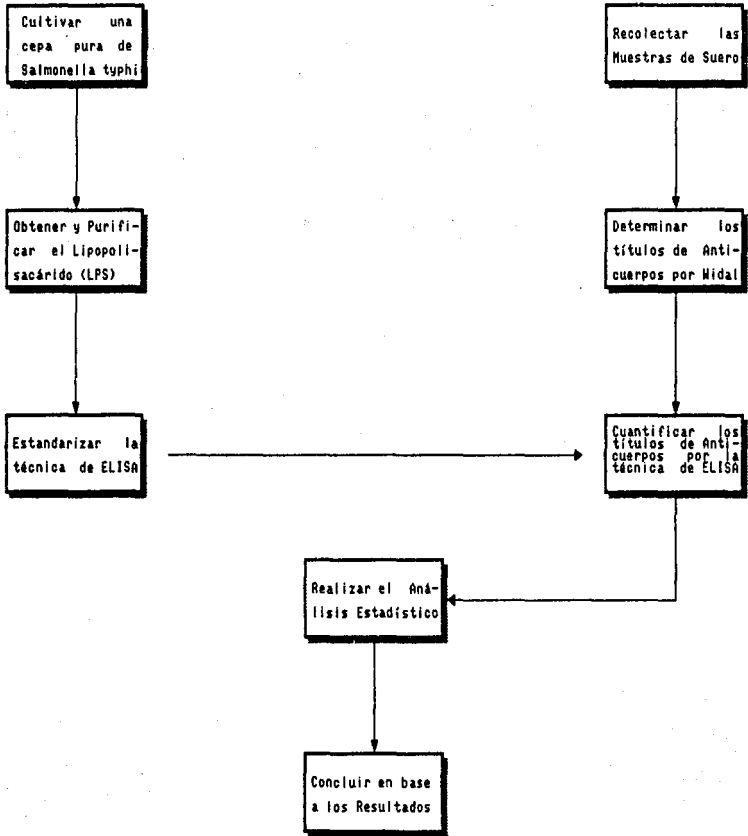 Cultivar una
cepa pura de
Salmonella typhi
Recolectar las
Muestras de Suero
Obtener y Purifi-
car el Lipopoli-
sacárido (LPS)
Determinar los
títulos de Anti-
cuerpos por Widal
Estandarizar la
técnica de ELISA
Cuantificar los
títulos de Anti-
cuerpos por la
técnica de ELISA
Realizar el Aná-
lisis Estadístico
Concluir en base
a los Resultados